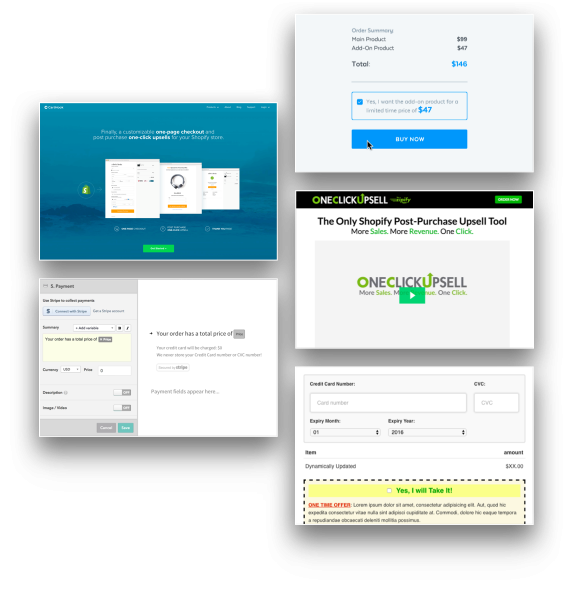 Order Summary
Main Product $99
Add-On Product $47
Total: $146
Yes, I want the add-on product for a
limited time price of $47
BUY NOW
CartHook
Finally, a customizable one-page checkout and
post purchase one-click upsells for your Shopify store.
ONECLICKUPSELL
ORDER NOW
The Only Shopify Post-Purchase Upsell Tool
More Sales. More Revenue. One Click.
ONECLICKUPSELL
More Sales. More Revenue. One Click.
5. Payment
Use Stripe to collect payments
S Connect with Stripe Get a Stripe account
Summary + Add variable B I
Your order has a total price of # Price
Currency USD Price 0
Description OFF
Image / Video OFF
Cancel Save
• Your order has a total price of Price
Your credit card will be charged: $0
We never store your Credit Card number or CVC number!
stripe
Payment fields appear here...
Credit Card Number: CVC:
Card number CVC
Expiry Month: Expiry Year:
01 2016
Item amount
Dynamically Updated $XX.00
Yes, I will Take It!
ONE TIME OFFER: Lorem ipsum dolor sit amet, consectetur adipisicing elit. Aut, quod hic
expedita consectetur vitae nulla sint adipisci cupiditate at. Commodi, dolore hic eaque tempora
a repudiandae obcaecati deleniti mollitia possimus.